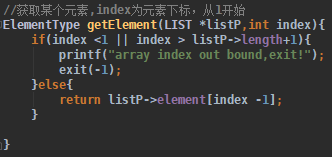 //获取某个元素,index为元素下标，从1开始
ElementType getElement(LIST *listP,int index){
    if(index <1 || index > listP->length+1){
        printf("array index out bound,exit!");
        exit(-1);
    }else{
        return listP->element[index -1];
    }
}